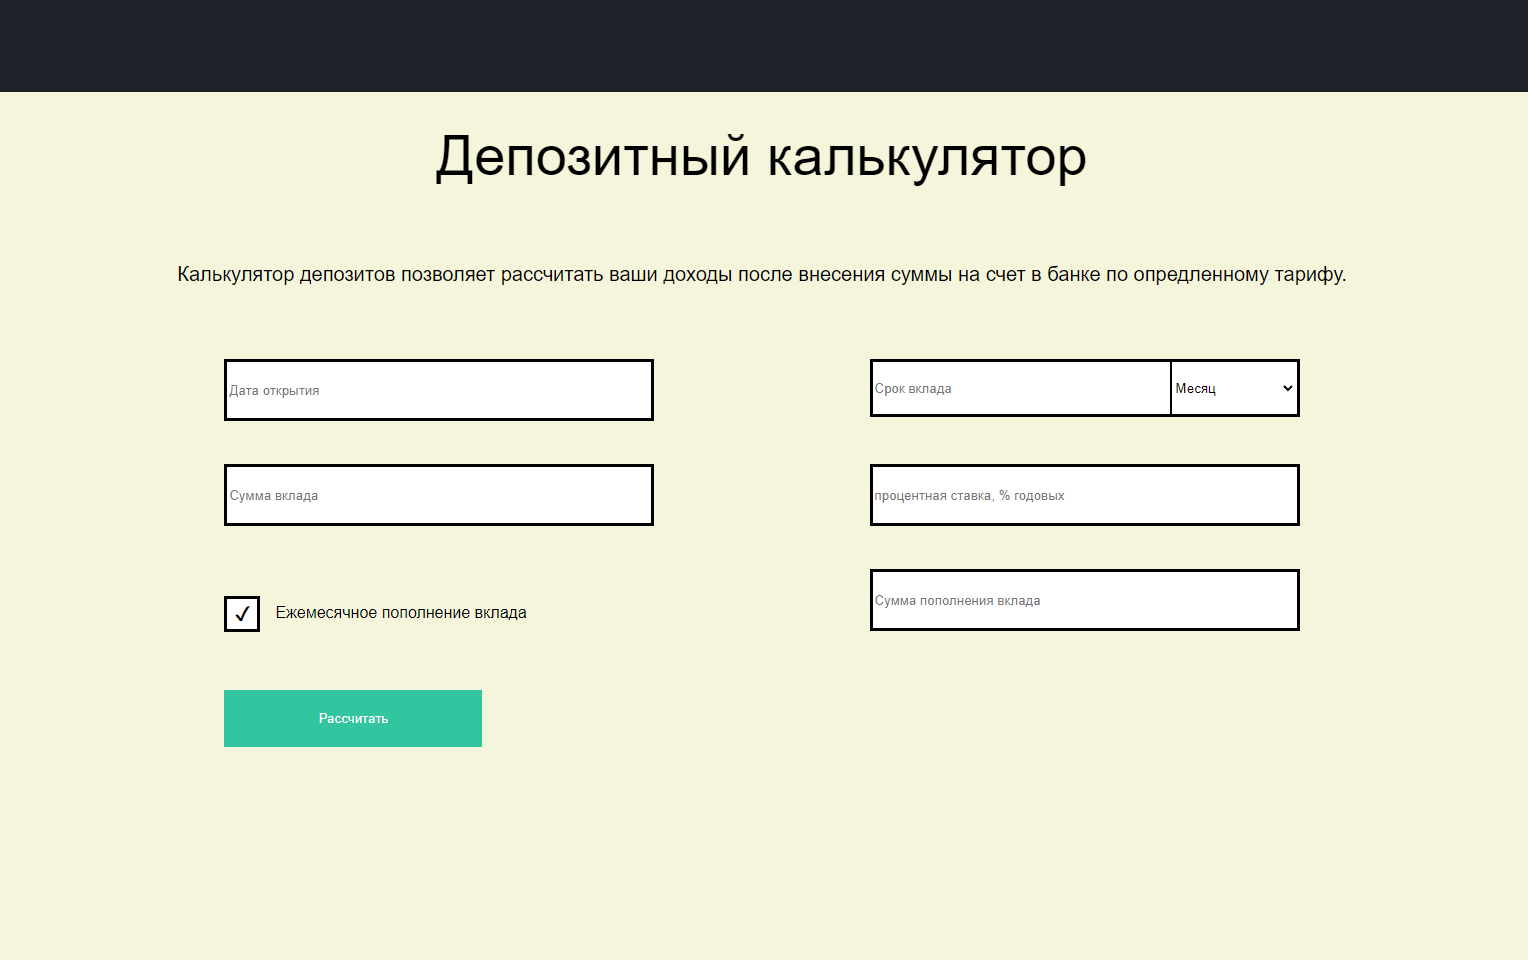 Депозитный калькулятор
Калькулятор депозитов позволяет рассчитать ваши доходы после внесения суммы на счет в банке по опредленному тарифу.
Дата открытия
Срок вклада
Месяц
Сумма вклада
процентная ставка, % годовых
Сумма пополнения вклада
Ежемесячное пополнение вклада
Рассчитать